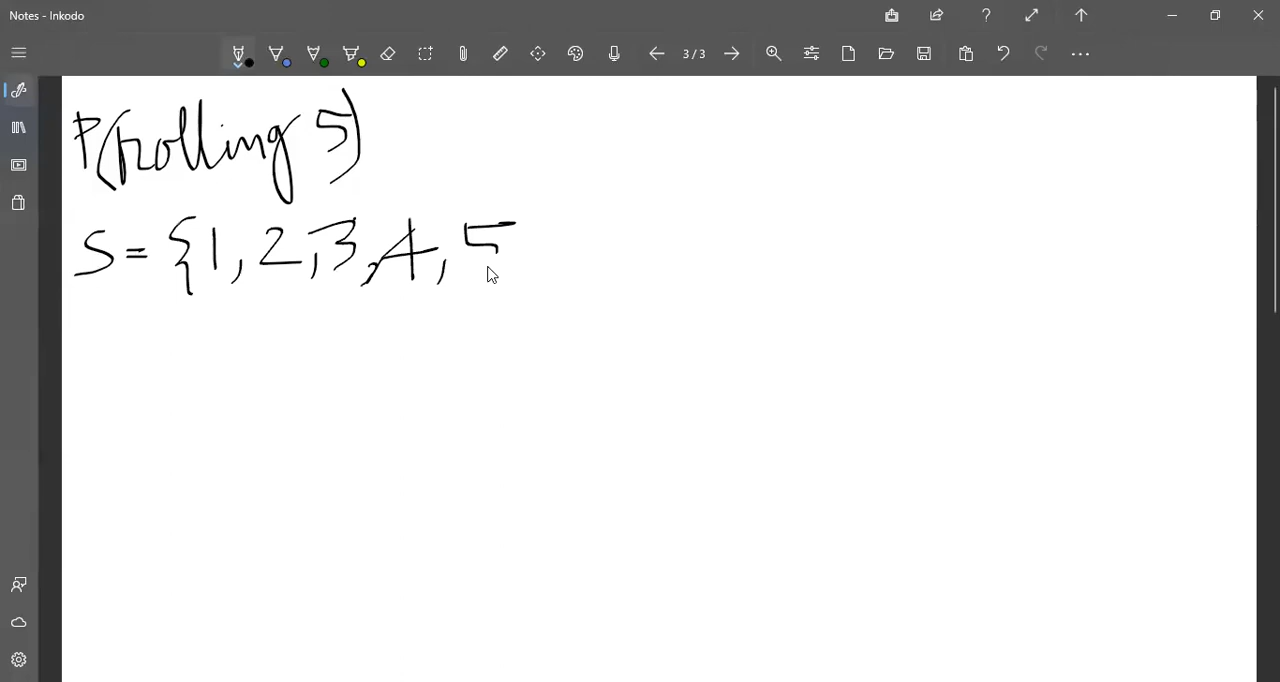 Notes - Inkodo
3/3
P(rolling 5)
S = {1, 2, 3, 4, 5